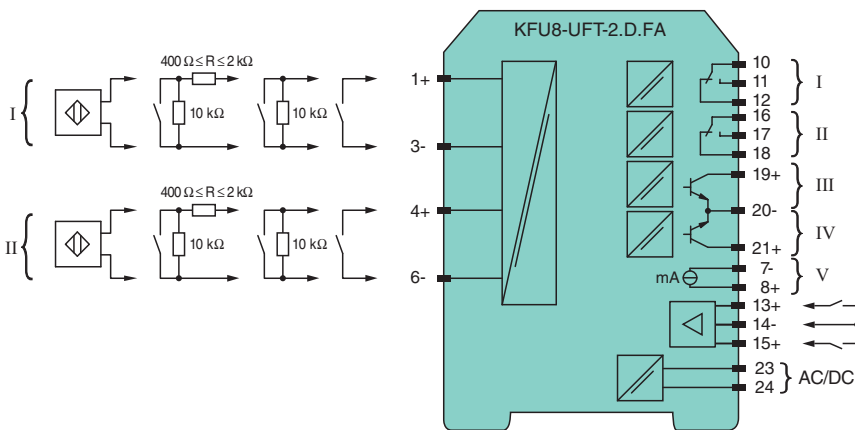 KFU8-UFT-2.D.FA
400 Ω ≤ R ≤ 2 kΩ
I
10 kΩ
10 kΩ
1+
3-
400 Ω ≤ R ≤ 2 kΩ
II
10 kΩ
10 kΩ
4+
6-
10
11
12
I
16
17
18
II
19+
III
20-
IV
21+
mA
7-
8+
V
13+
14-
15+
23
24
AC/DC